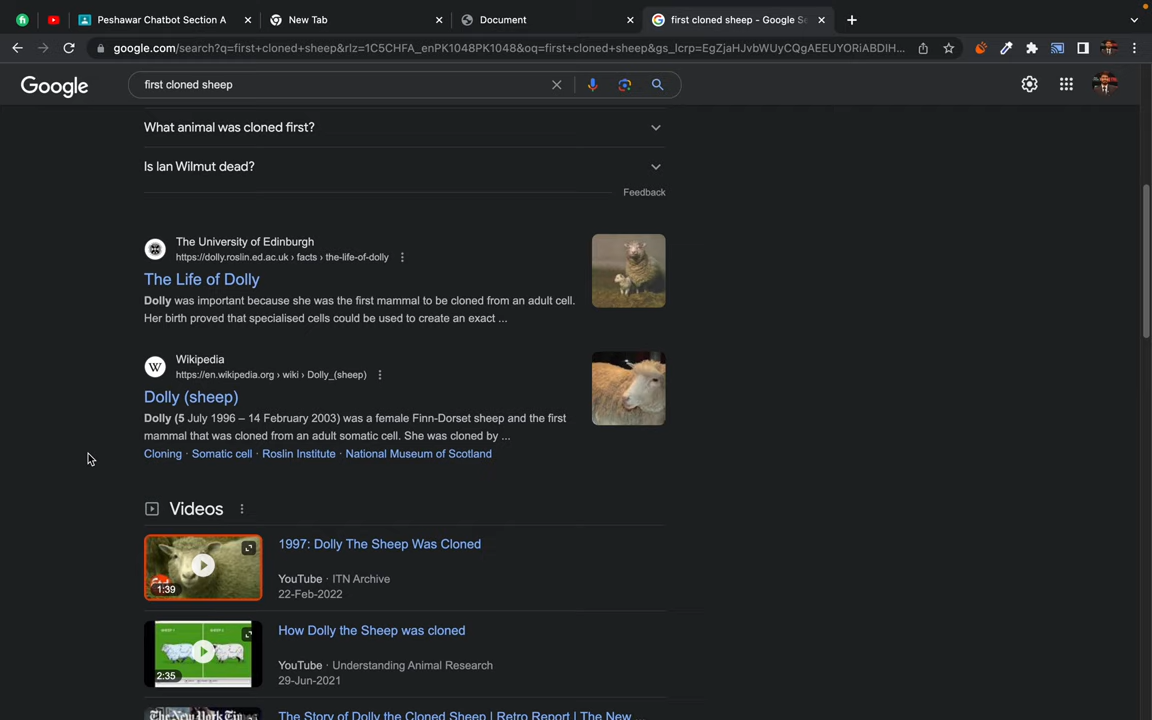 Peshawar Chatbot Section A
New Tab
Document
first cloned sheep - Google Se
google.com/search?q=first+cloned+sheep&rlz=1C5CHFA_enPK1048PK1048&oq=first+cloned+sheep&gs_lcrp=EgZjaHJvbWUyCQgAEEUYORiABDIH...
Google
first cloned sheep
What animal was cloned first?
Is Ian Wilmut dead?
Feedback
The University of Edinburgh
https://dolly.roslin.ed.ac.uk › facts › the-life-of-dolly
The Life of Dolly
Dolly was important because she was the first mammal to be cloned from an adult cell.
Her birth proved that specialised cells could be used to create an exact ...
W
Wikipedia
https://en.wikipedia.org › wiki › Dolly_(sheep)
Dolly (sheep)
Dolly (5 July 1996 – 14 February 2003) was a female Finn-Dorset sheep and the first
mammal that was cloned from an adult somatic cell. She was cloned by ...
Cloning · Somatic cell · Roslin Institute · National Museum of Scotland
Videos
1:39
1997: Dolly The Sheep Was Cloned
YouTube · ITN Archive
22-Feb-2022
2:35
How Dolly the Sheep was cloned
YouTube · Understanding Animal Research
29-Jun-2021
The New York Times
The Story of Dolly the Cloned Sheep | Retro Report | The New ...